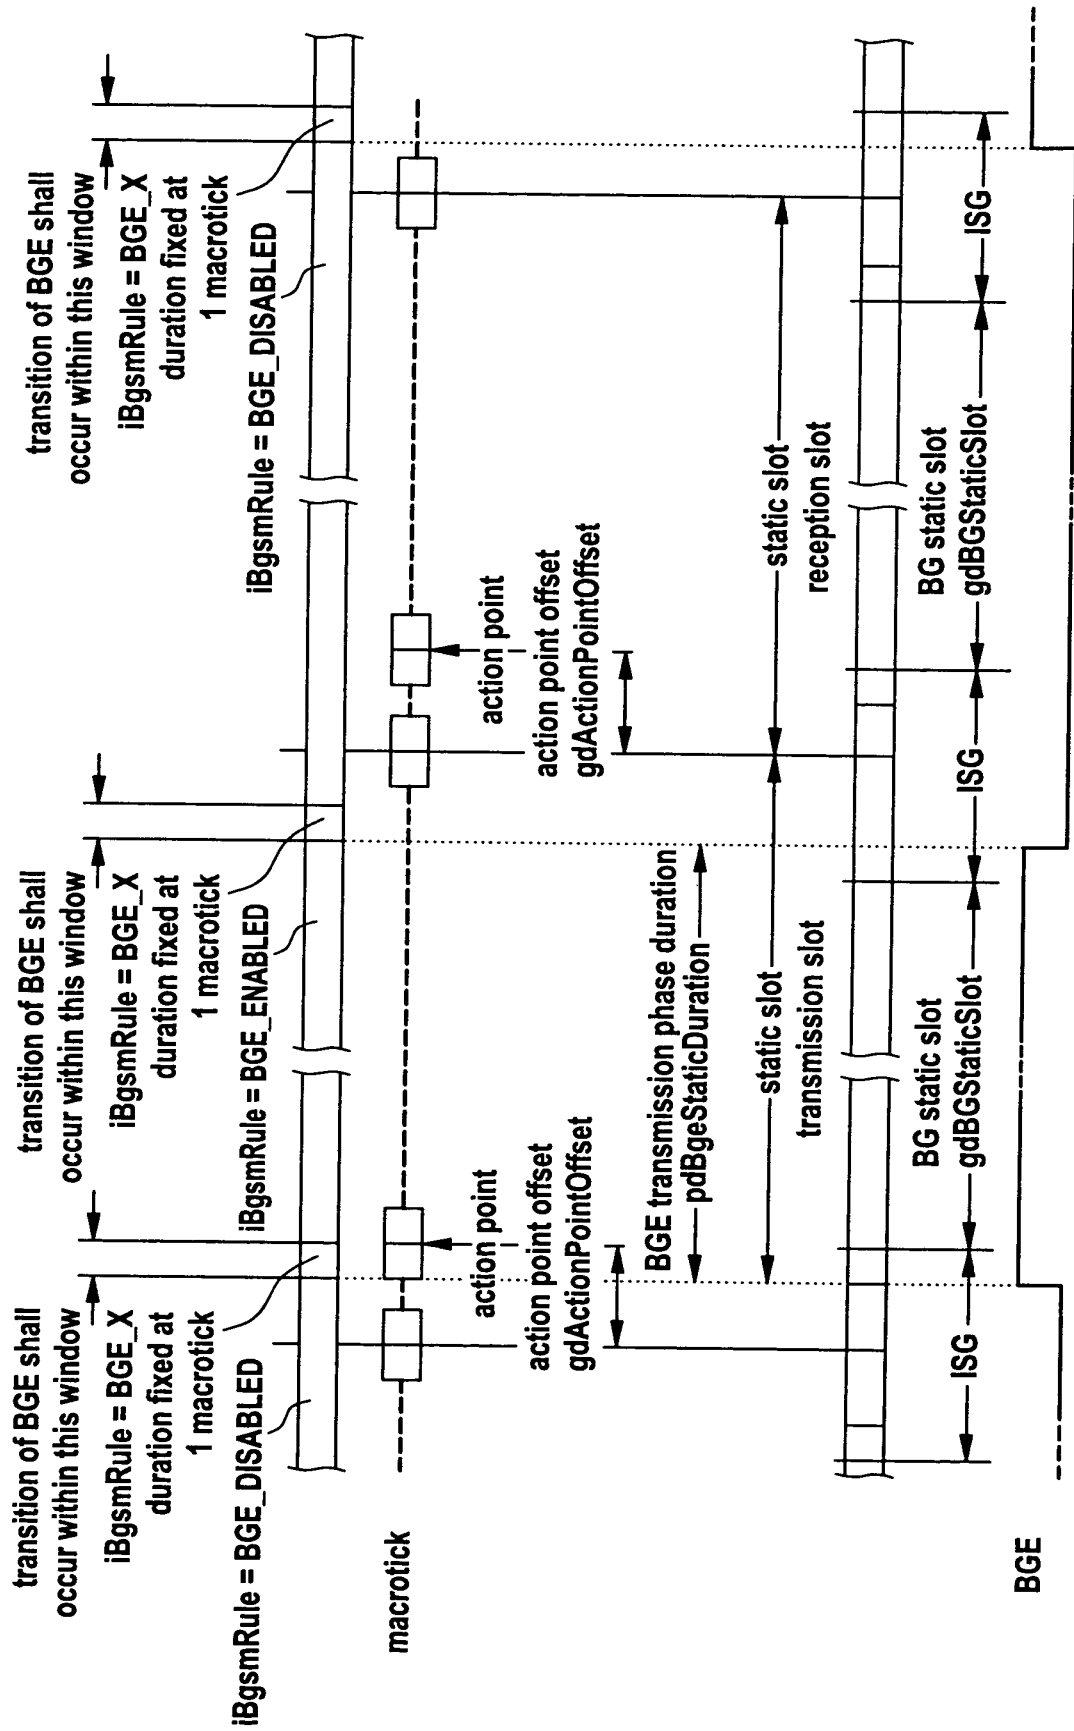 transition of BGE shall
occur within this window
iBgsmRule = BGE_X
duration fixed at
1 macrotick
iBgsmRule = BGE_DISABLED
transition of BGE shall
occur within this window
iBgsmRule = BGE_X
duration fixed at
1 macrotick
iBgsmRule = BGE_ENABLED
transition of BGE shall
occur within this window
iBgsmRule = BGE_X
duration fixed at
1 macrotick
iBgsmRule = BGE_DISABLED
macrotick
action point
action point offset
gdActionPointOffset
action point
action point offset
gdActionPointOffset
BGE transmission phase duration
pdBgeStaticDuration
static slot
transmission slot
static slot
reception slot
ISG
BG static slot
gdBGStaticSlot
ISG
BG static slot
gdBGStaticSlot
ISG
BGE